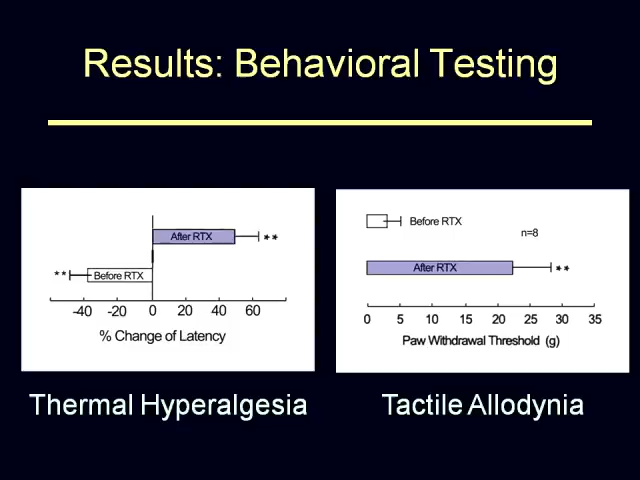 Results: Behavioral Testing
After RTX
**
**
Before RTX
-40 -20 0 20 40 60
% Change of Latency
Thermal Hyperalgesia
Before RTX
n=8
After RTX
**
0 5 10 15 20 25 30 35
Paw Withdrawal Threshold (g)
Tactile Allodynia